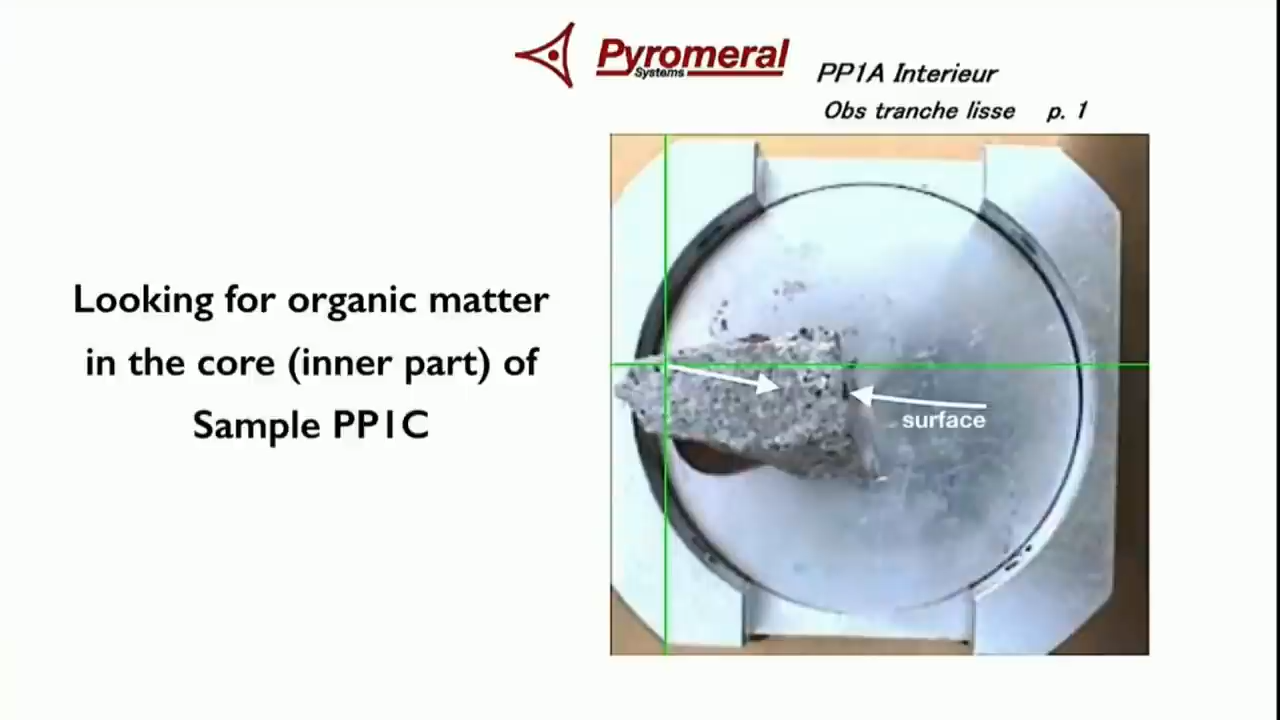 Pyromeral
Systems
PP1A Interieur
Obs tranche lisse p. 1
Looking for organic matter
in the core (inner part) of
Sample PP1C
surface